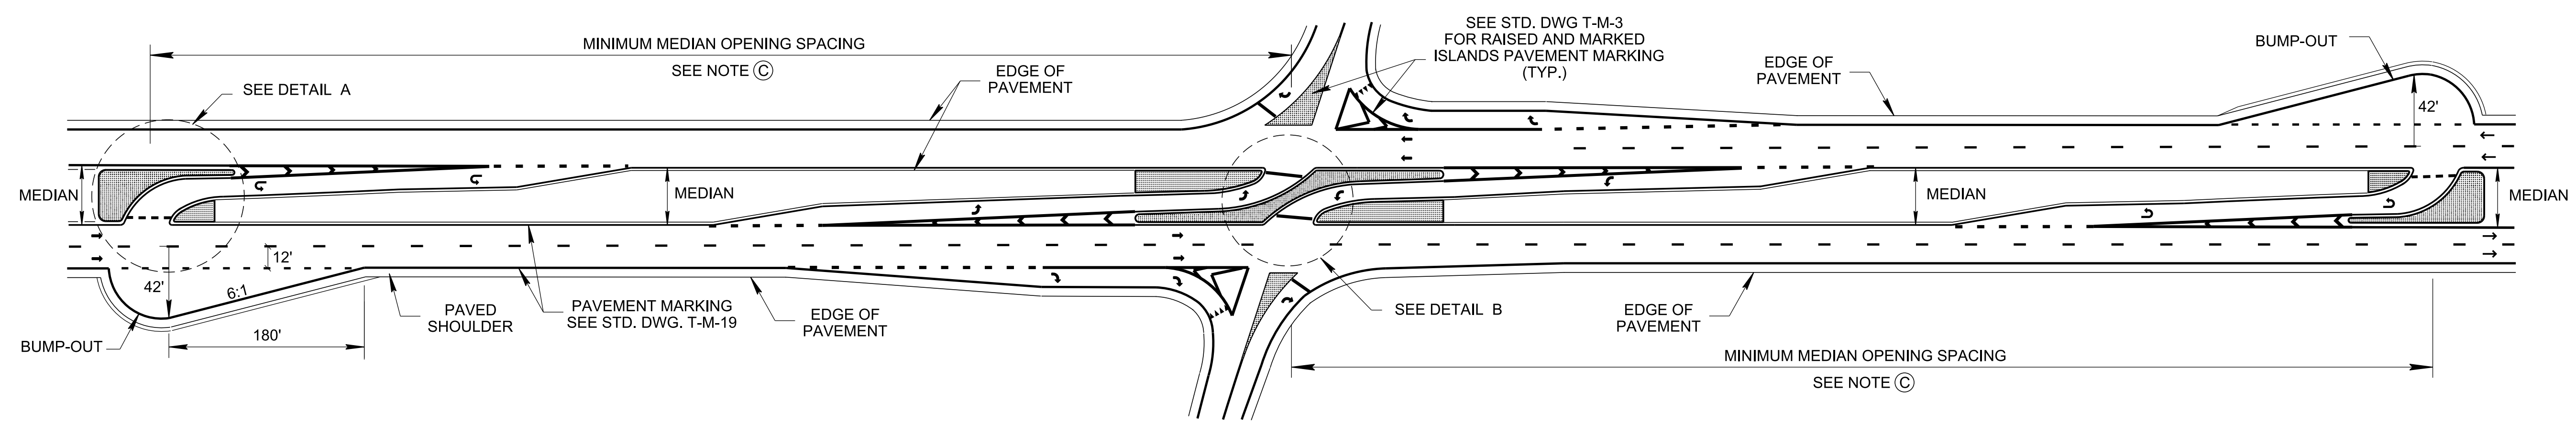 MINIMUM MEDIAN OPENING SPACING
SEE NOTE Ⓒ
SEE DETAIL A
EDGE OF
PAVEMENT
SEE STD. DWG T-M-3
FOR RAISED AND MARKED
ISLANDS PAVEMENT MARKING
(TYP.)
EDGE OF
PAVEMENT
BUMP-OUT
42'
MEDIAN
MEDIAN
MEDIAN
MEDIAN
12'
42'
6:1
180'
BUMP-OUT
PAVED
SHOULDER
PAVEMENT MARKING
SEE STD. DWG. T-M-19
EDGE OF
PAVEMENT
SEE DETAIL B
EDGE OF
PAVEMENT
MINIMUM MEDIAN OPENING SPACING
SEE NOTE Ⓒ